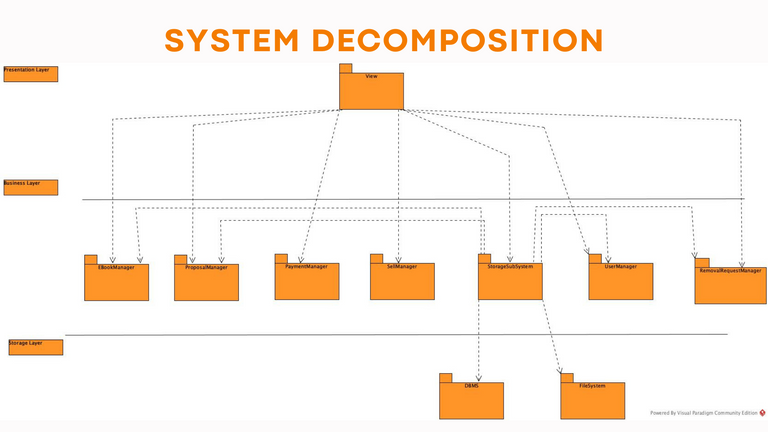 SYSTEM DECOMPOSITION
Presentation Layer
View
Business Layer
EBookManager
ProposalManager
PaymentManager
SellManager
StorageSubSystem
UserManager
RemovalRequestManager
Storage Layer
DBMS
FileSystem
Powered By Visual Paradigm Community Edition